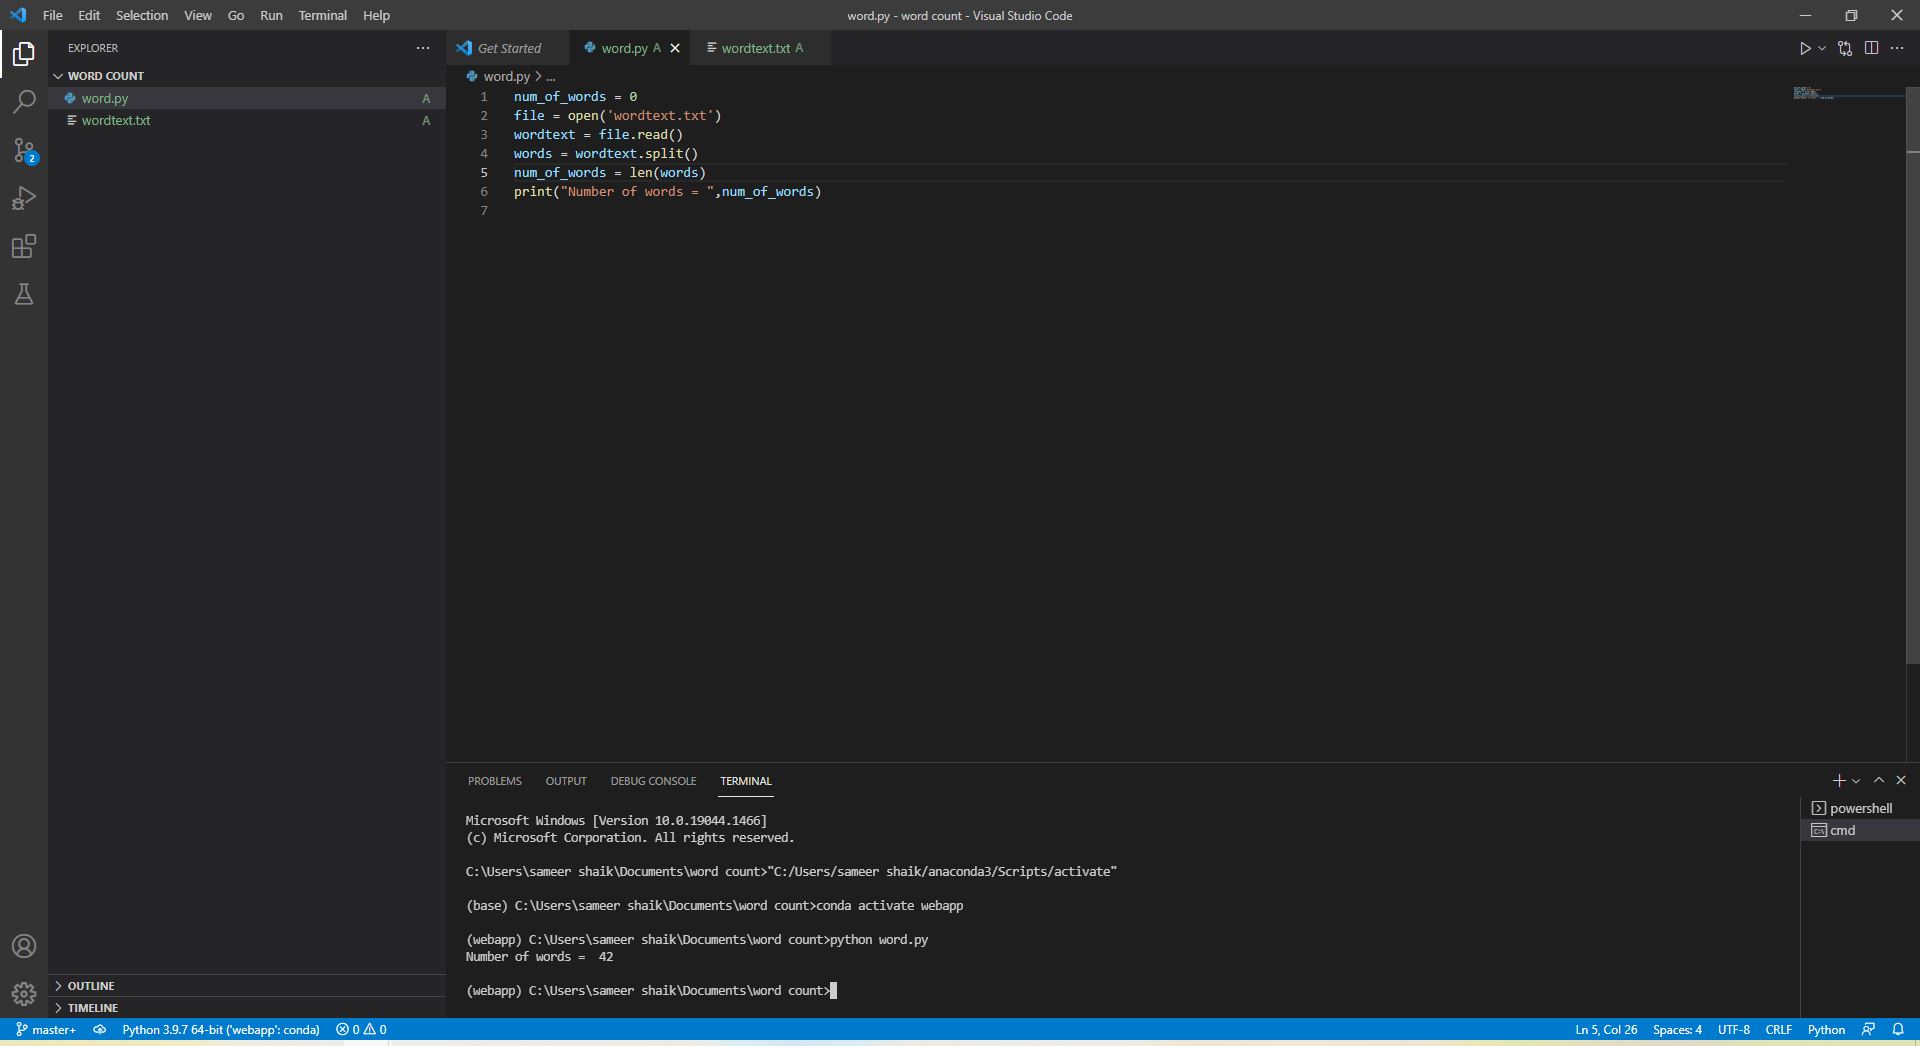 File Edit Selection View Go Run Terminal Help
word.py - word count - Visual Studio Code
EXPLORER
WORD COUNT
word.py A
wordtext.txt A
2
OUTLINE
TIMELINE
Get Started
word.py A
wordtext.txt A
word.py > ...
1 num_of_words = 0
2 file = open('wordtext.txt')
3 wordtext = file.read()
4 words = wordtext.split()
5 num_of_words = len(words)
6 print("Number of words = ",num_of_words)
7
PROBLEMS OUTPUT DEBUG CONSOLE TERMINAL
Microsoft Windows [Version 10.0.19044.1466]
(c) Microsoft Corporation. All rights reserved.
C:\Users\sameer shaik\Documents\word count>"C:/Users/sameer shaik/anaconda3/Scripts/activate"
(base) C:\Users\sameer shaik\Documents\word count>conda activate webapp
(webapp) C:\Users\sameer shaik\Documents\word count>python word.py
Number of words =  42
(webapp) C:\Users\sameer shaik\Documents\word count>
powershell
cmd
master+ Python 3.9.7 64-bit ('webapp': conda) 0 0 Ln 5, Col 26 Spaces: 4 UTF-8 CRLF Python